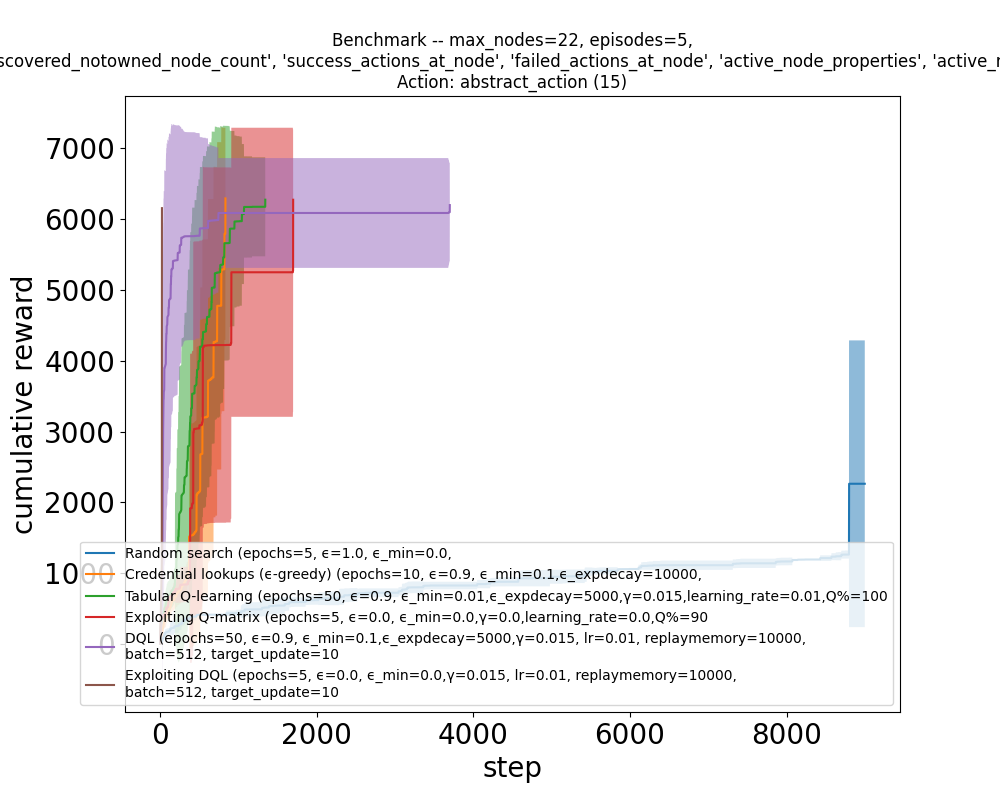 Benchmark -- max_nodes=22, episodes=5,
scovered_notowned_node_count', 'success_actions_at_node', 'failed_actions_at_node', 'active_node_properties', 'active_n
Action: abstract_action (15)
7000
6000
5000
4000
3000
2000
1000
0
cumulative reward
Random search (epochs=5, ϵ=1.0, ϵ_min=0.0,
Credential lookups (ϵ-greedy) (epochs=10, ϵ=0.9, ϵ_min=0.1,ϵ_expdecay=10000,
Tabular Q-learning (epochs=50, ϵ=0.9, ϵ_min=0.01,ϵ_expdecay=5000,γ=0.015,learning_rate=0.01,Q%=100
Exploiting Q-matrix (epochs=5, ϵ=0.0, ϵ_min=0.0,γ=0.0,learning_rate=0.0,Q%=90
DQL (epochs=50, ϵ=0.9, ϵ_min=0.1,ϵ_expdecay=5000,γ=0.015, lr=0.01, replaymemory=10000,
batch=512, target_update=10
Exploiting DQL (epochs=5, ϵ=0.0, ϵ_min=0.0,γ=0.015, lr=0.01, replaymemory=10000,
batch=512, target_update=10
0 2000 4000 6000 8000
step